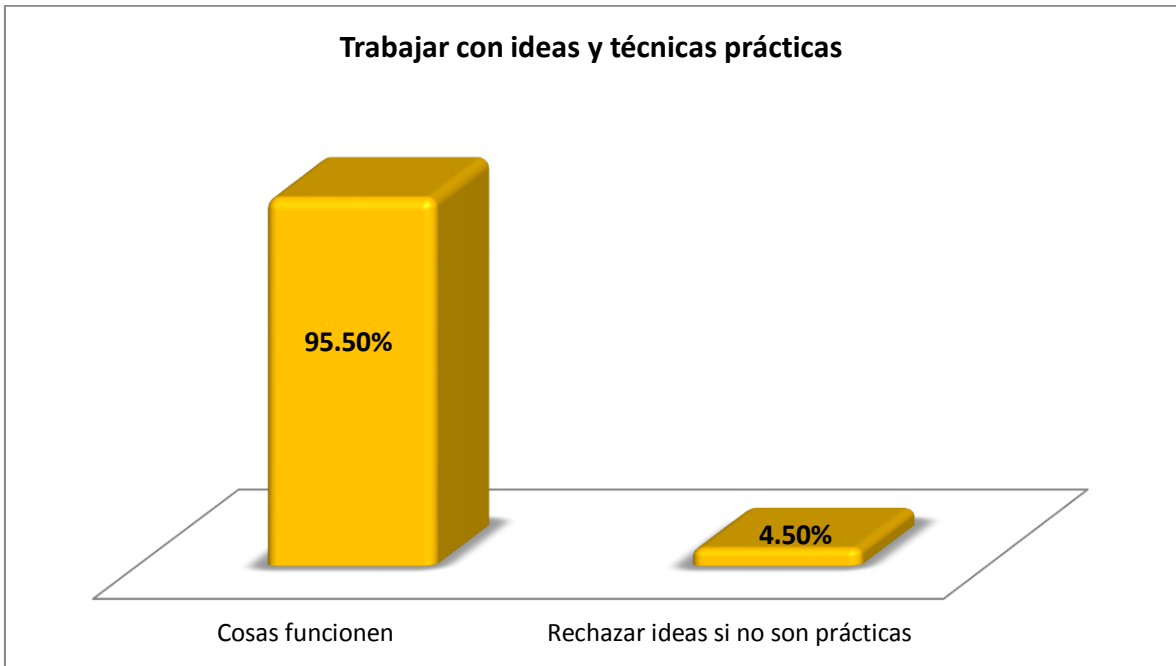 Trabajar con ideas y técnicas prácticas
95.50%
4.50%
Cosas funcionen
Rechazar ideas si no son prácticas